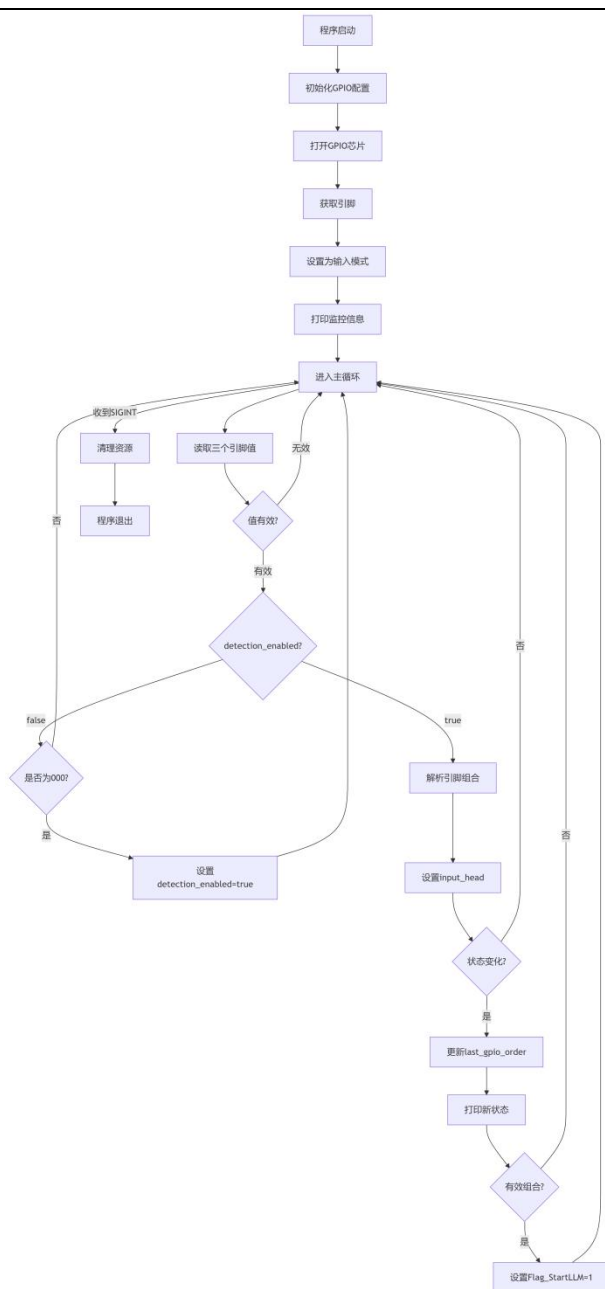 程序启动
初始化GPIO配置
打开GPIO芯片
获取引脚
设置为输入模式
打印监控信息
进入主循环
收到SIGINT
清理资源
读取三个引脚值
无效
程序退出
值有效?
否
有效
detection_enabled?
否
false
true
是否为000?
解析引脚组合
否
是
设置
detection_enabled=true
设置input_head
状态变化?
是
更新last_gpio_order
打印新状态
有效组合?
是
设置Flag_StartLLM=1